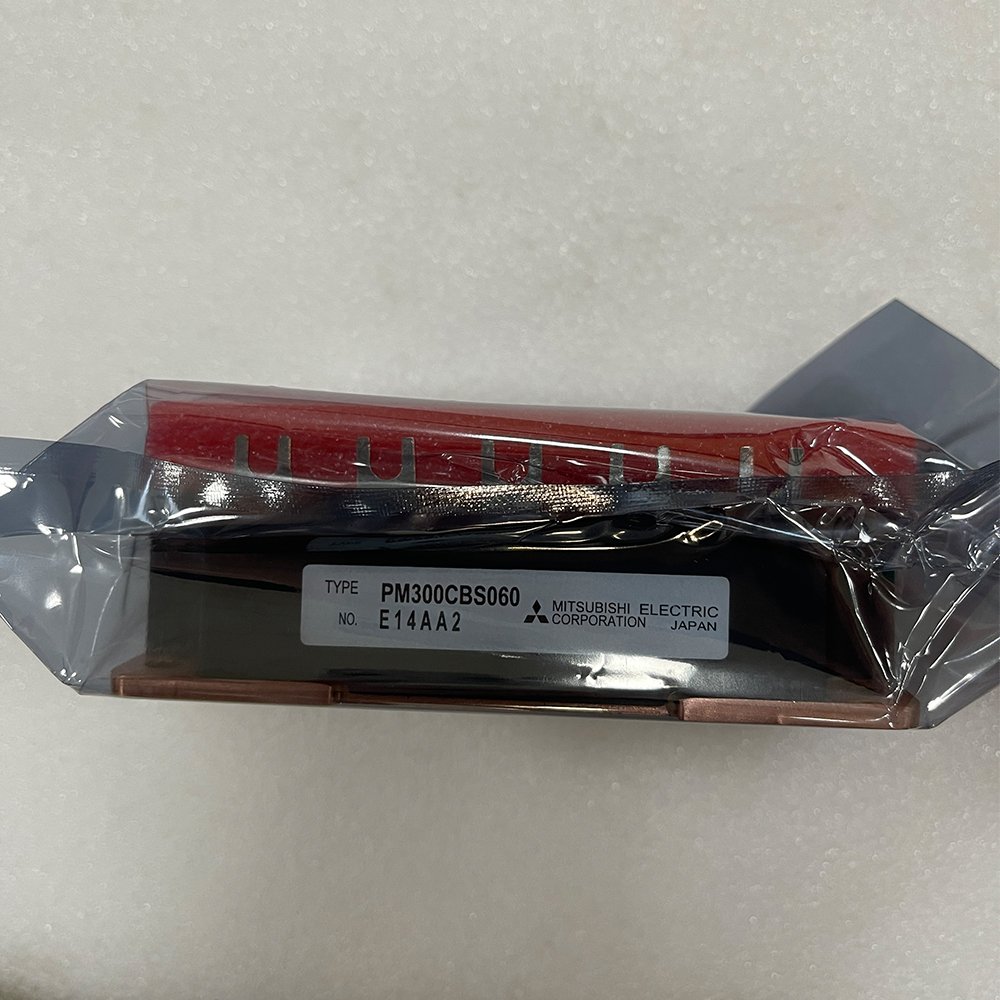 TYPE PM300CBS060
NO. E14AA2
MITSUBISHI ELECTRIC
CORPORATION JAPAN